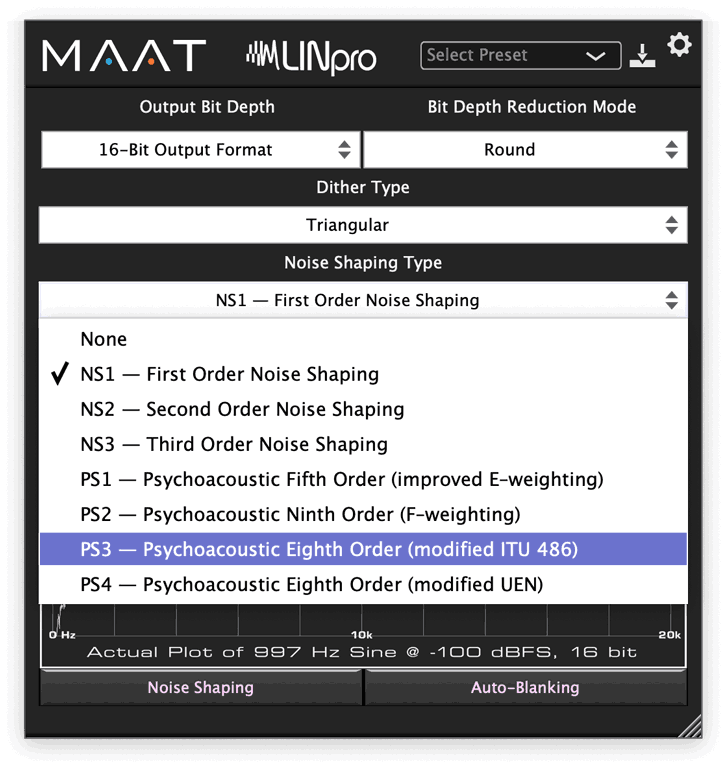 MAAT LINpro Select Preset
Output Bit Depth Bit Depth Reduction Mode
16-Bit Output Format Round
Dither Type
Triangular
Noise Shaping Type
NS1 — First Order Noise Shaping
None
NS1 — First Order Noise Shaping
NS2 — Second Order Noise Shaping
NS3 — Third Order Noise Shaping
PS1 — Psychoacoustic Fifth Order (improved E-weighting)
PS2 — Psychoacoustic Ninth Order (F-weighting)
PS3 — Psychoacoustic Eighth Order (modified ITU 486)
PS4 — Psychoacoustic Eighth Order (modified UEN)
0 Hz 10k 20k
Actual Plot of 997 Hz Sine @ -100 dBFS, 16 bit
Noise Shaping Auto-Blanking